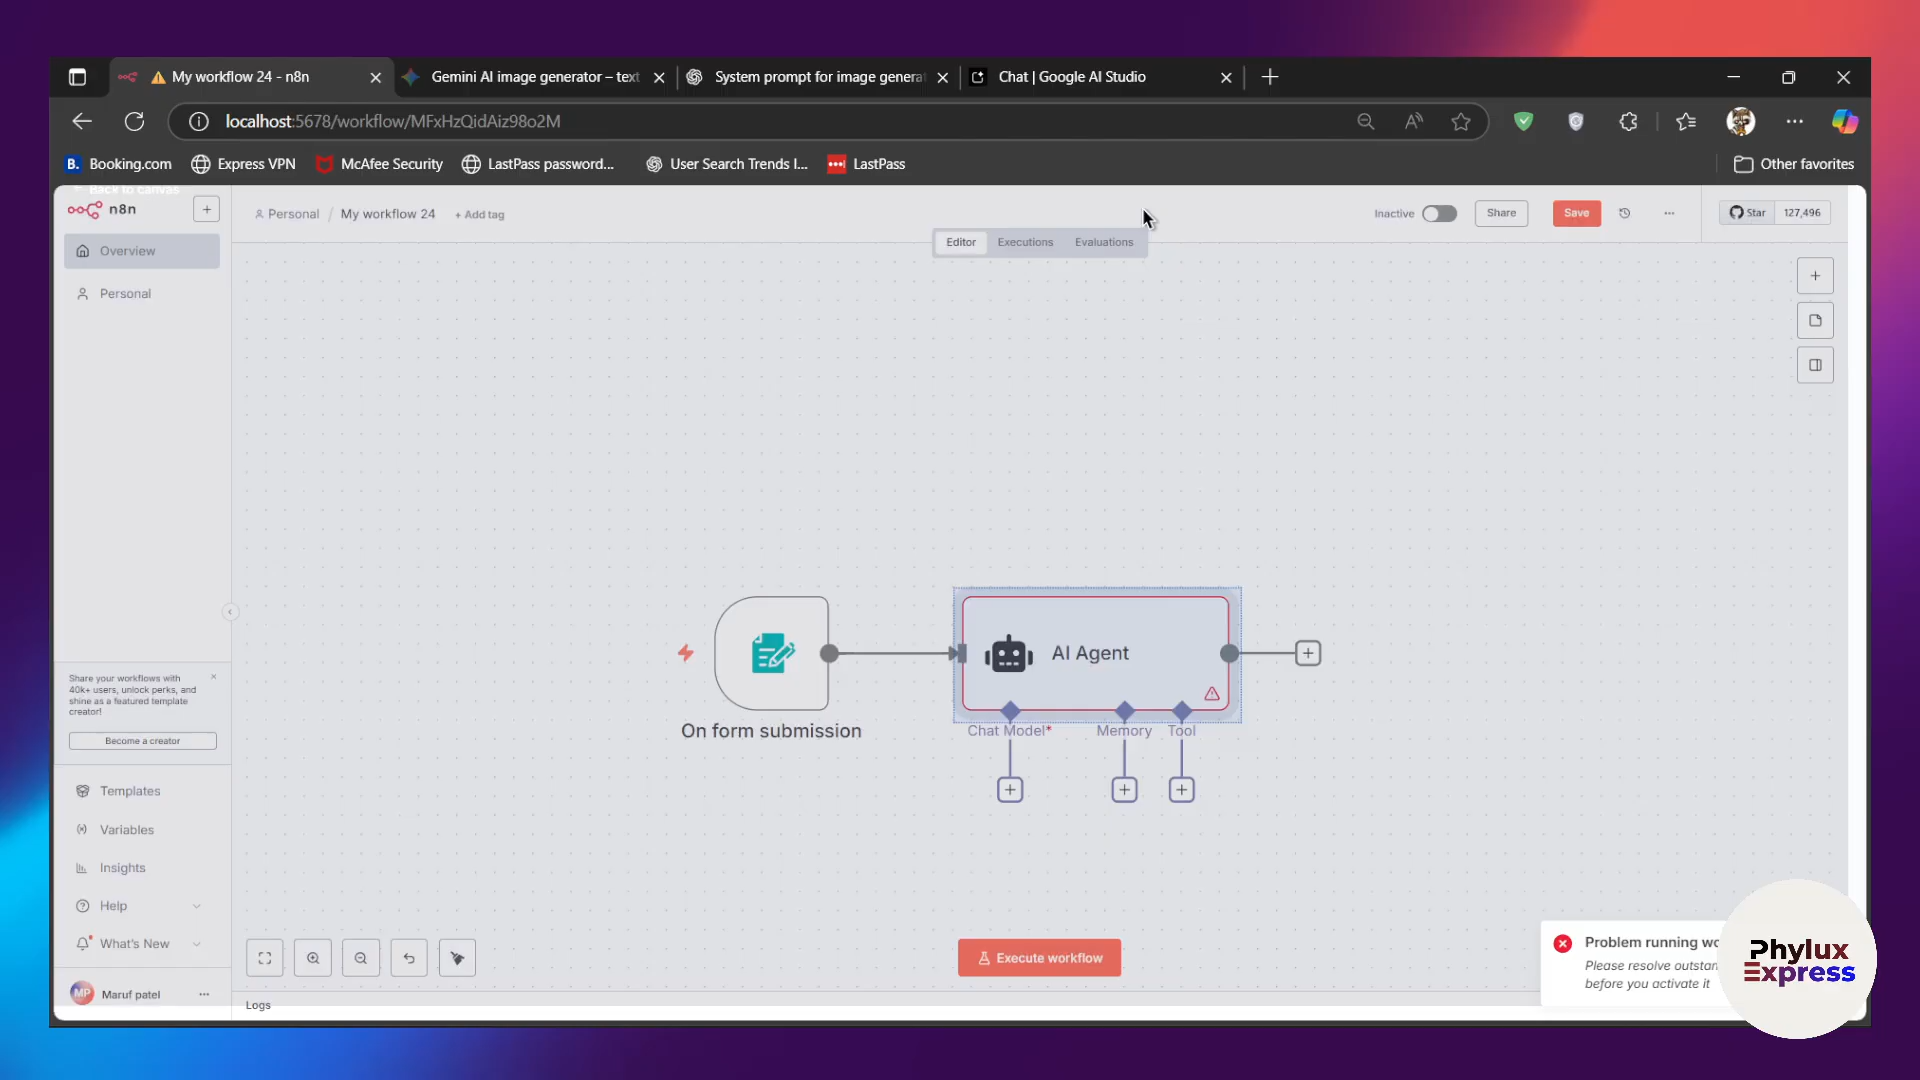 My workflow 24 - n8n
Gemini AI image generator – text
System prompt for image generat
Chat | Google AI Studio
localhost:5678/workflow/MFxHzQidAiz98o2M
B. Booking.com
Express VPN
McAfee Security
LastPass password...
User Search Trends I...
LastPass
Other favorites
Back to canvas
n8n
Personal / My workflow 24 + Add tag
Inactive
Share
Save
Star 127,496
Editor
Executions
Evaluations
Overview
Personal
AI Agent
On form submission
Chat Model*
Memory
Tool
Share your workflows with
40k+ users, unlock perks, and
shine as a featured template
creator!
Become a creator
Templates
Variables
Insights
Help
What's New
MP Maruf patel
Execute workflow
Logs
Problem running wo
Please resolve outstan
before you activate it
Phylux
Express